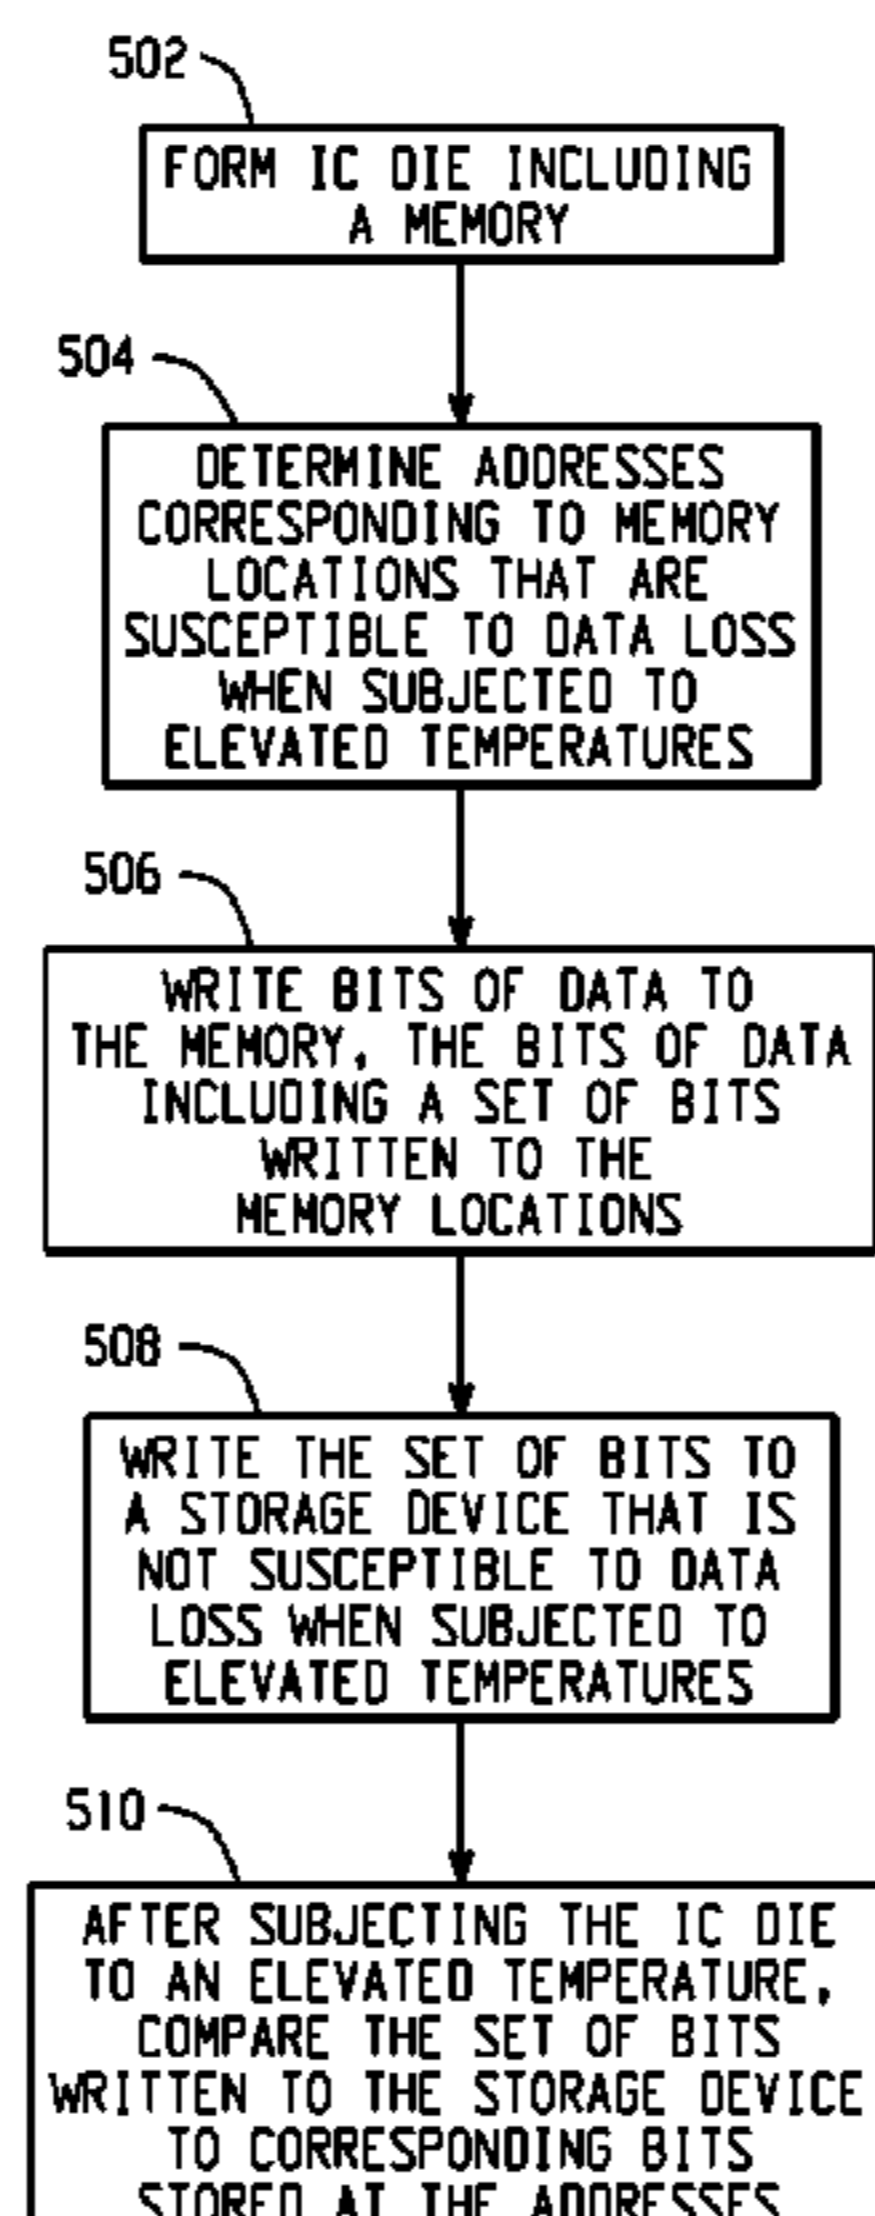 502
FORM IC DIE INCLUDING
A MEMORY
504
DETERMINE ADDRESSES
CORRESPONDING TO MEMORY
LOCATIONS THAT ARE
SUSCEPTIBLE TO DATA LOSS
WHEN SUBJECTED TO
ELEVATED TEMPERATURES
506
WRITE BITS OF DATA TO
THE MEMORY, THE BITS OF DATA
INCLUDING A SET OF BITS
WRITTEN TO THE
MEMORY LOCATIONS
508
WRITE THE SET OF BITS TO
A STORAGE DEVICE THAT IS
NOT SUSCEPTIBLE TO DATA
LOSS WHEN SUBJECTED TO
ELEVATED TEMPERATURES
510
AFTER SUBJECTING THE IC DIE
TO AN ELEVATED TEMPERATURE,
COMPARE THE SET OF BITS
WRITTEN TO THE STORAGE DEVICE
TO CORRESPONDING BITS
STORED AT THE ADDRESSES